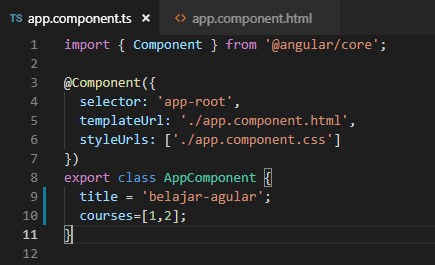 TS app.component.ts × <> app.component.html
1 import { Component } from '@angular/core';
2
3 @Component({
4 selector: 'app-root',
5 templateUrl: './app.component.html',
6 styleUrls: ['./app.component.css']
7 })
8 export class AppComponent {
9 title = 'belajar-agular';
10 courses=[1,2];
11 }
12